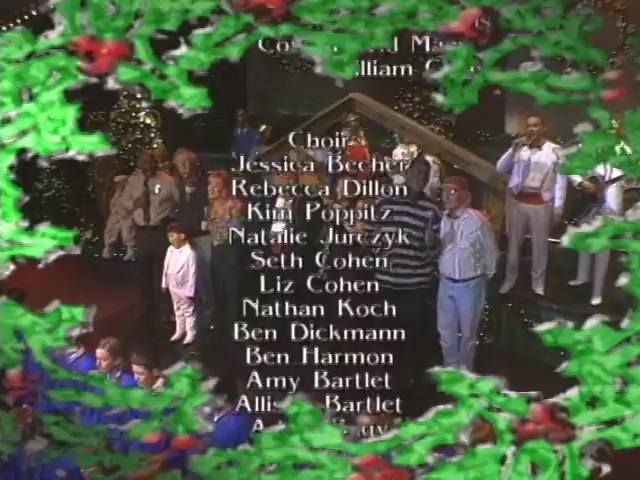 Choir
Jessica Becher
Rebecca Dillon
Kim Poppitz
Natalie Jurczyk
Seth Cohen
Liz Cohen
Nathan Koch
Ben Dickmann
Ben Harmon
Amy Bartlet
Bartlet